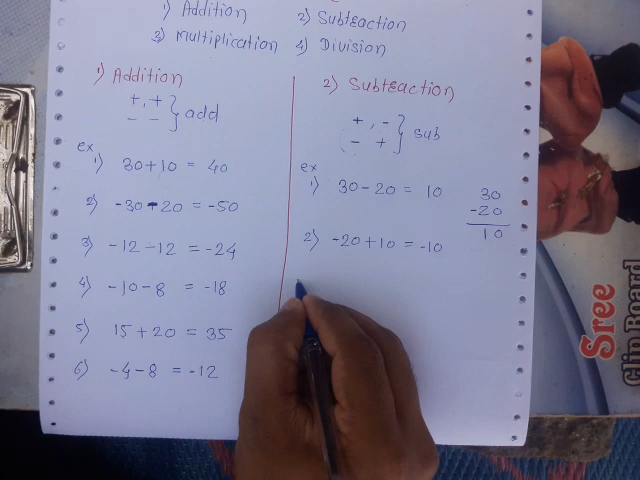 1) Addition 2) Subtraction
3) Multiplication 4) Division
1) Addition
+, + } add
- -
ex
1) 30+10 = 40
2) -30-20 = -50
3) -12-12 = -24
4) -10-8 = -18
5) 15+20 = 35
6) -4-8 = -12
2) Subtraction
+, - } sub
- +
ex
1) 30-20 = 10
30
-20
10
2) -20+10 = -10
Sree
Clip Board